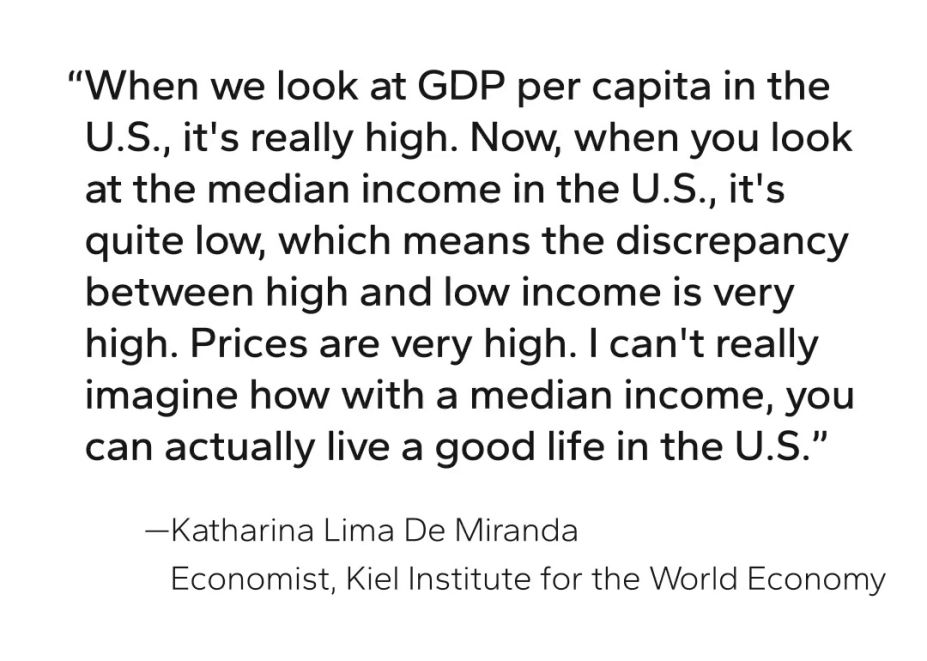 “When we look at GDP per capita in the
U.S., it's really high. Now, when you look
at the median income in the U.S., it's
quite low, which means the discrepancy
between high and low income is very
high. Prices are very high. I can't really
imagine how with a median income, you
can actually live a good life in the U.S.”
—Katharina Lima De Miranda
Economist, Kiel Institute for the World Economy